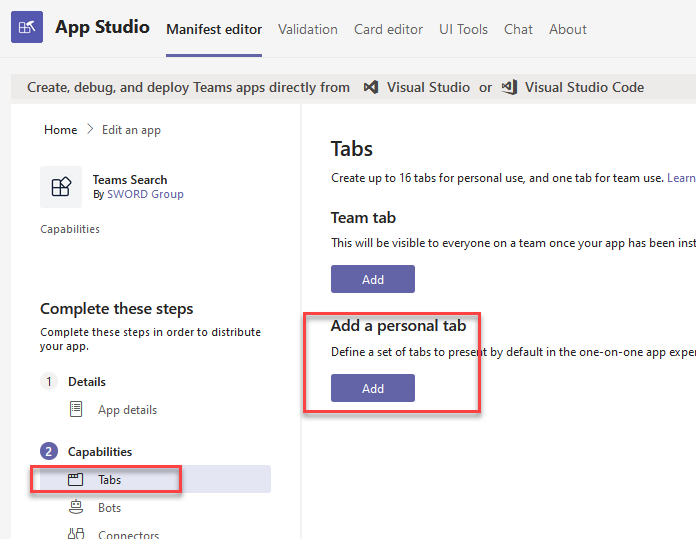 App Studio Manifest editor Validation Card editor UI Tools Chat About
Create, debug, and deploy Teams apps directly from Visual Studio or Visual Studio Code
Home Edit an app
Teams Search
By SWORD Group
Capabilities
Complete these steps
Complete these steps in order to distribute
your app.
1 Details
App details
2 Capabilities
Tabs
Bots
Connectors
Tabs
Create up to 16 tabs for personal use, and one tab for team use. Learn
Team tab
This will be visible to everyone on a team once your app has been inst
Add
Add a personal tab
Define a set of tabs to present by default in the one-on-one app exper
Add